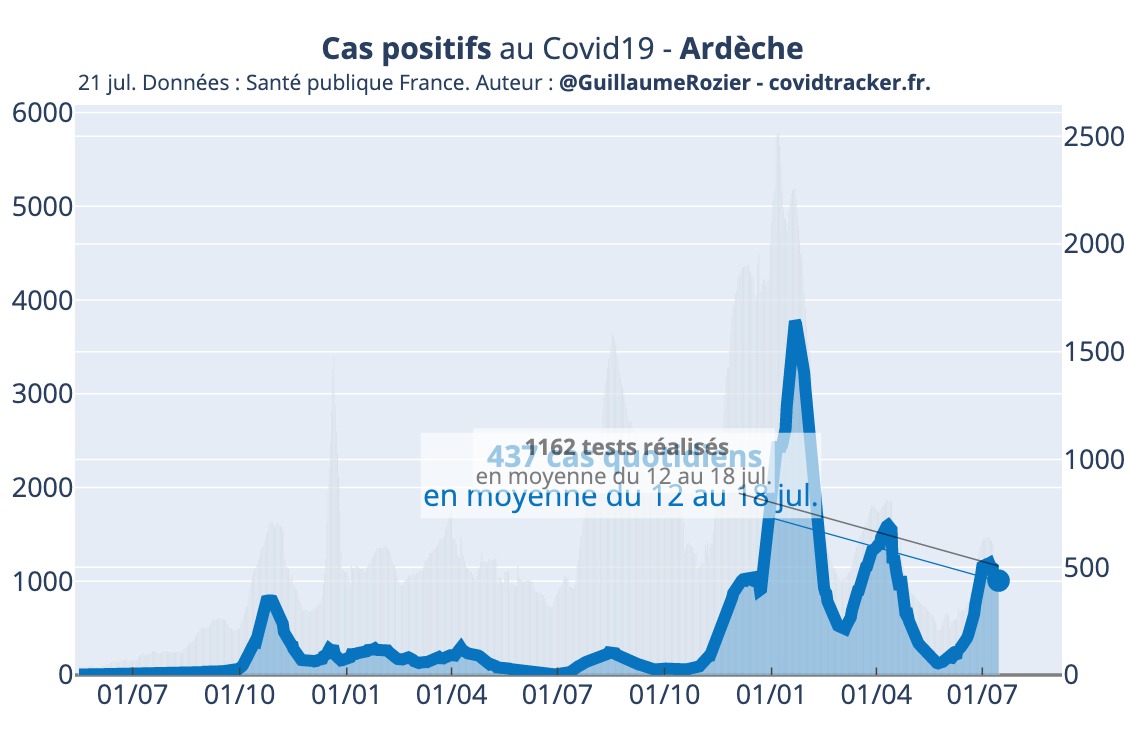 Cas positifs au Covid19 - Ardèche
21 jul. Données : Santé publique France. Auteur : @GuillaumeRozier - covidtracker.fr.
6000
5000
4000
3000
2000
1000
0
2500
2000
1500
1000
500
0
1162 tests réalisés
437 cas quotidiens
en moyenne du 12 au 18 jul.
en moyenne du 12 au 18 jul.
01/07 01/10 01/01 01/04 01/07 01/10 01/01 01/04 01/07